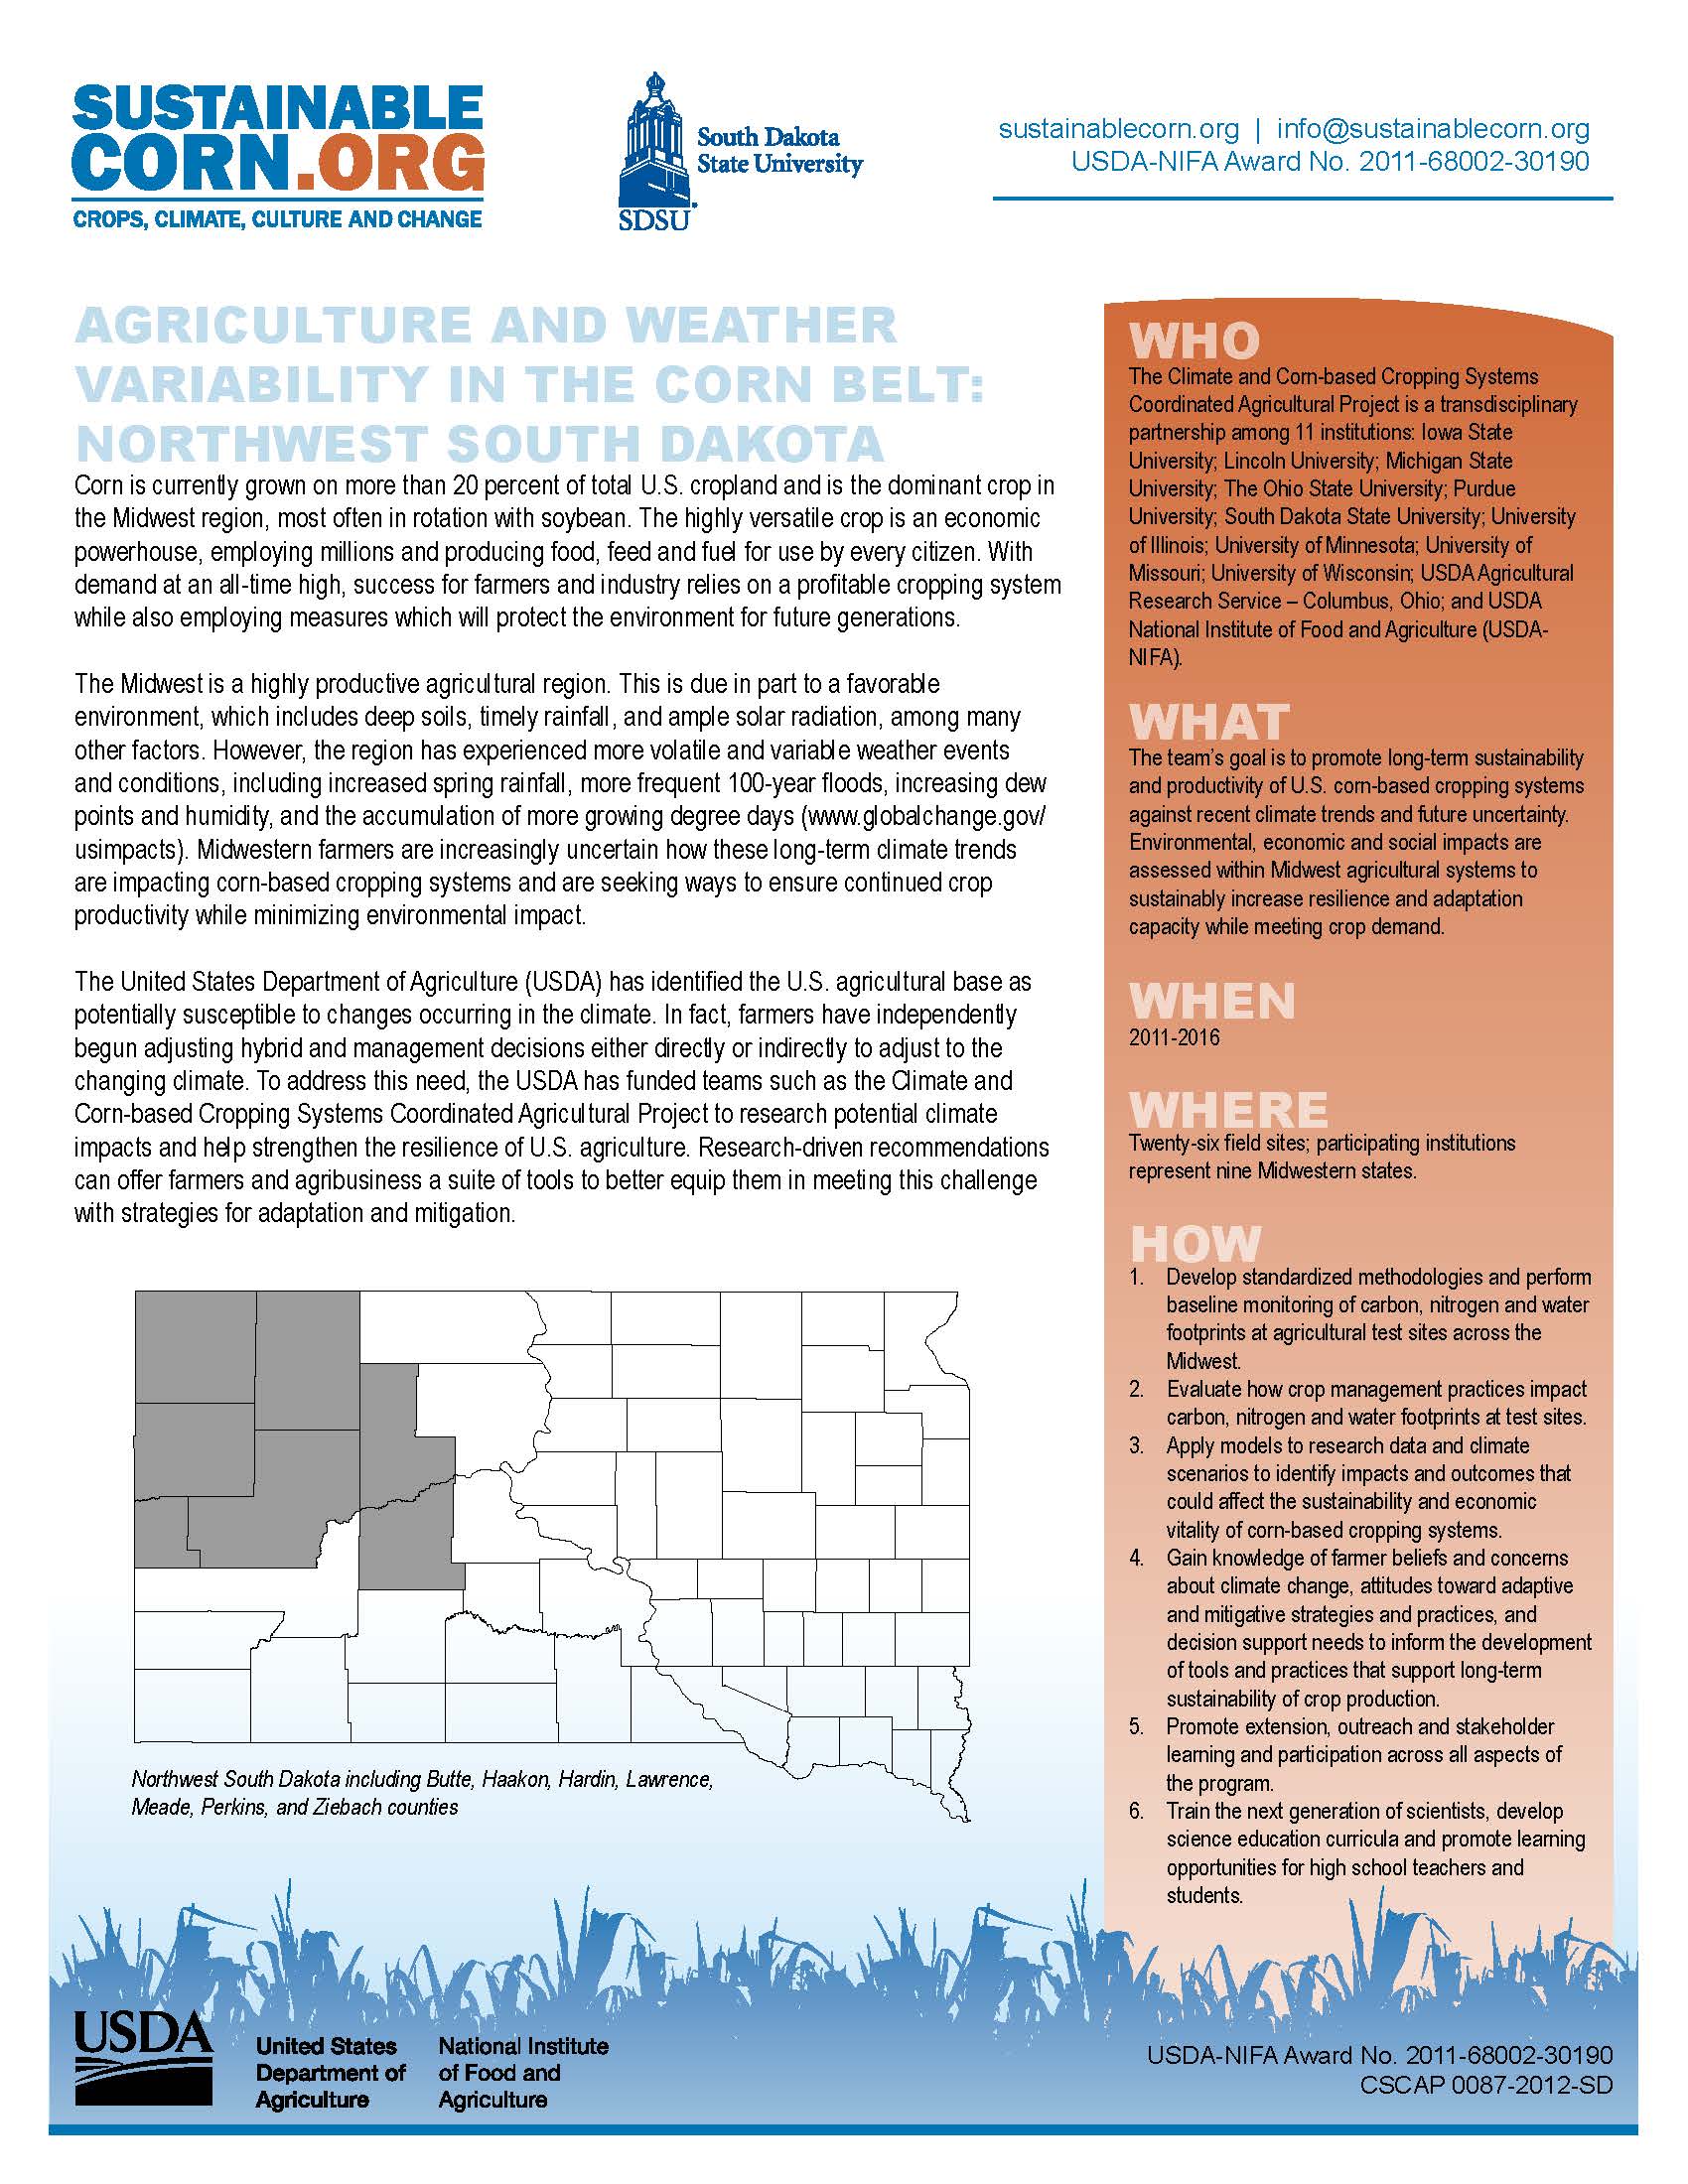 SUSTAINABLE
CORN.ORG
CROPS, CLIMATE, CULTURE AND CHANGE
South Dakota
State University
SDSU
sustainablecorn.org | info@sustainablecorn.org
USDA-NIFA Award No. 2011-68002-30190
AGRICULTURE AND WEATHER
VARIABILITY IN THE CORN BELT:
NORTHWEST SOUTH DAKOTA
Corn is currently grown on more than 20 percent of total U.S. cropland and is the dominant crop in
the Midwest region, most often in rotation with soybean. The highly versatile crop is an economic
powerhouse, employing millions and producing food, feed and fuel for use by every citizen. With
demand at an all-time high, success for farmers and industry relies on a profitable cropping system
while also employing measures which will protect the environment for future generations.
The Midwest is a highly productive agricultural region. This is due in part to a favorable
environment, which includes deep soils, timely rainfall, and ample solar radiation, among many
other factors. However, the region has experienced more volatile and variable weather events
and conditions, including increased spring rainfall, more frequent 100-year floods, increasing dew
points and humidity, and the accumulation of more growing degree days (www.globalchange.gov/
usimpacts). Midwestern farmers are increasingly uncertain how these long-term climate trends
are impacting corn-based cropping systems and are seeking ways to ensure continued crop
productivity while minimizing environmental impact.
The United States Department of Agriculture (USDA) has identified the U.S. agricultural base as
potentially susceptible to changes occurring in the climate. In fact, farmers have independently
begun adjusting hybrid and management decisions either directly or indirectly to adjust to the
changing climate. To address this need, the USDA has funded teams such as the Climate and
Corn-based Cropping Systems Coordinated Agricultural Project to research potential climate
impacts and help strengthen the resilience of U.S. agriculture. Research-driven recommendations
can offer farmers and agribusiness a suite of tools to better equip them in meeting this challenge
with strategies for adaptation and mitigation.
Northwest South Dakota including Butte, Haakon, Hardin, Lawrence,
Meade, Perkins, and Ziebach counties
WHO
The Climate and Corn-based Cropping Systems
Coordinated Agricultural Project is a transdisciplinary
partnership among 11 institutions: Iowa State
University; Lincoln University; Michigan State
University; The Ohio State University; Purdue
University; South Dakota State University; University
of Illinois; University of Minnesota; University of
Missouri; University of Wisconsin; USDA Agricultural
Research Service – Columbus, Ohio; and USDA
National Institute of Food and Agriculture (USDA-
NIFA).
WHAT
The team's goal is to promote long-term sustainability
and productivity of U.S. corn-based cropping systems
against recent climate trends and future uncertainty.
Environmental, economic and social impacts are
assessed within Midwest agricultural systems to
sustainably increase resilience and adaptation
capacity while meeting crop demand.
WHEN
2011-2016
WHERE
Twenty-six field sites; participating institutions
represent nine Midwestern states.
HOW
1. Develop standardized methodologies and perform
baseline monitoring of carbon, nitrogen and water
footprints at agricultural test sites across the
Midwest.
2. Evaluate how crop management practices impact
carbon, nitrogen and water footprints at test sites.
3. Apply models to research data and climate
scenarios to identify impacts and outcomes that
could affect the sustainability and economic
vitality of corn-based cropping systems.
4. Gain knowledge of farmer beliefs and concerns
about climate change, attitudes toward adaptive
and mitigative strategies and practices, and
decision support needs to inform the development
of tools and practices that support long-term
sustainability of crop production.
5. Promote extension, outreach and stakeholder
learning and participation across all aspects of
the program.
6. Train the next generation of scientists, develop
science education curricula and promote learning
opportunities for high school teachers and
students.
USDA
United States
Department of
Agriculture
National Institute
of Food and
Agriculture
USDA-NIFA Award No. 2011-68002-30190
CSCAP 0087-2012-SD